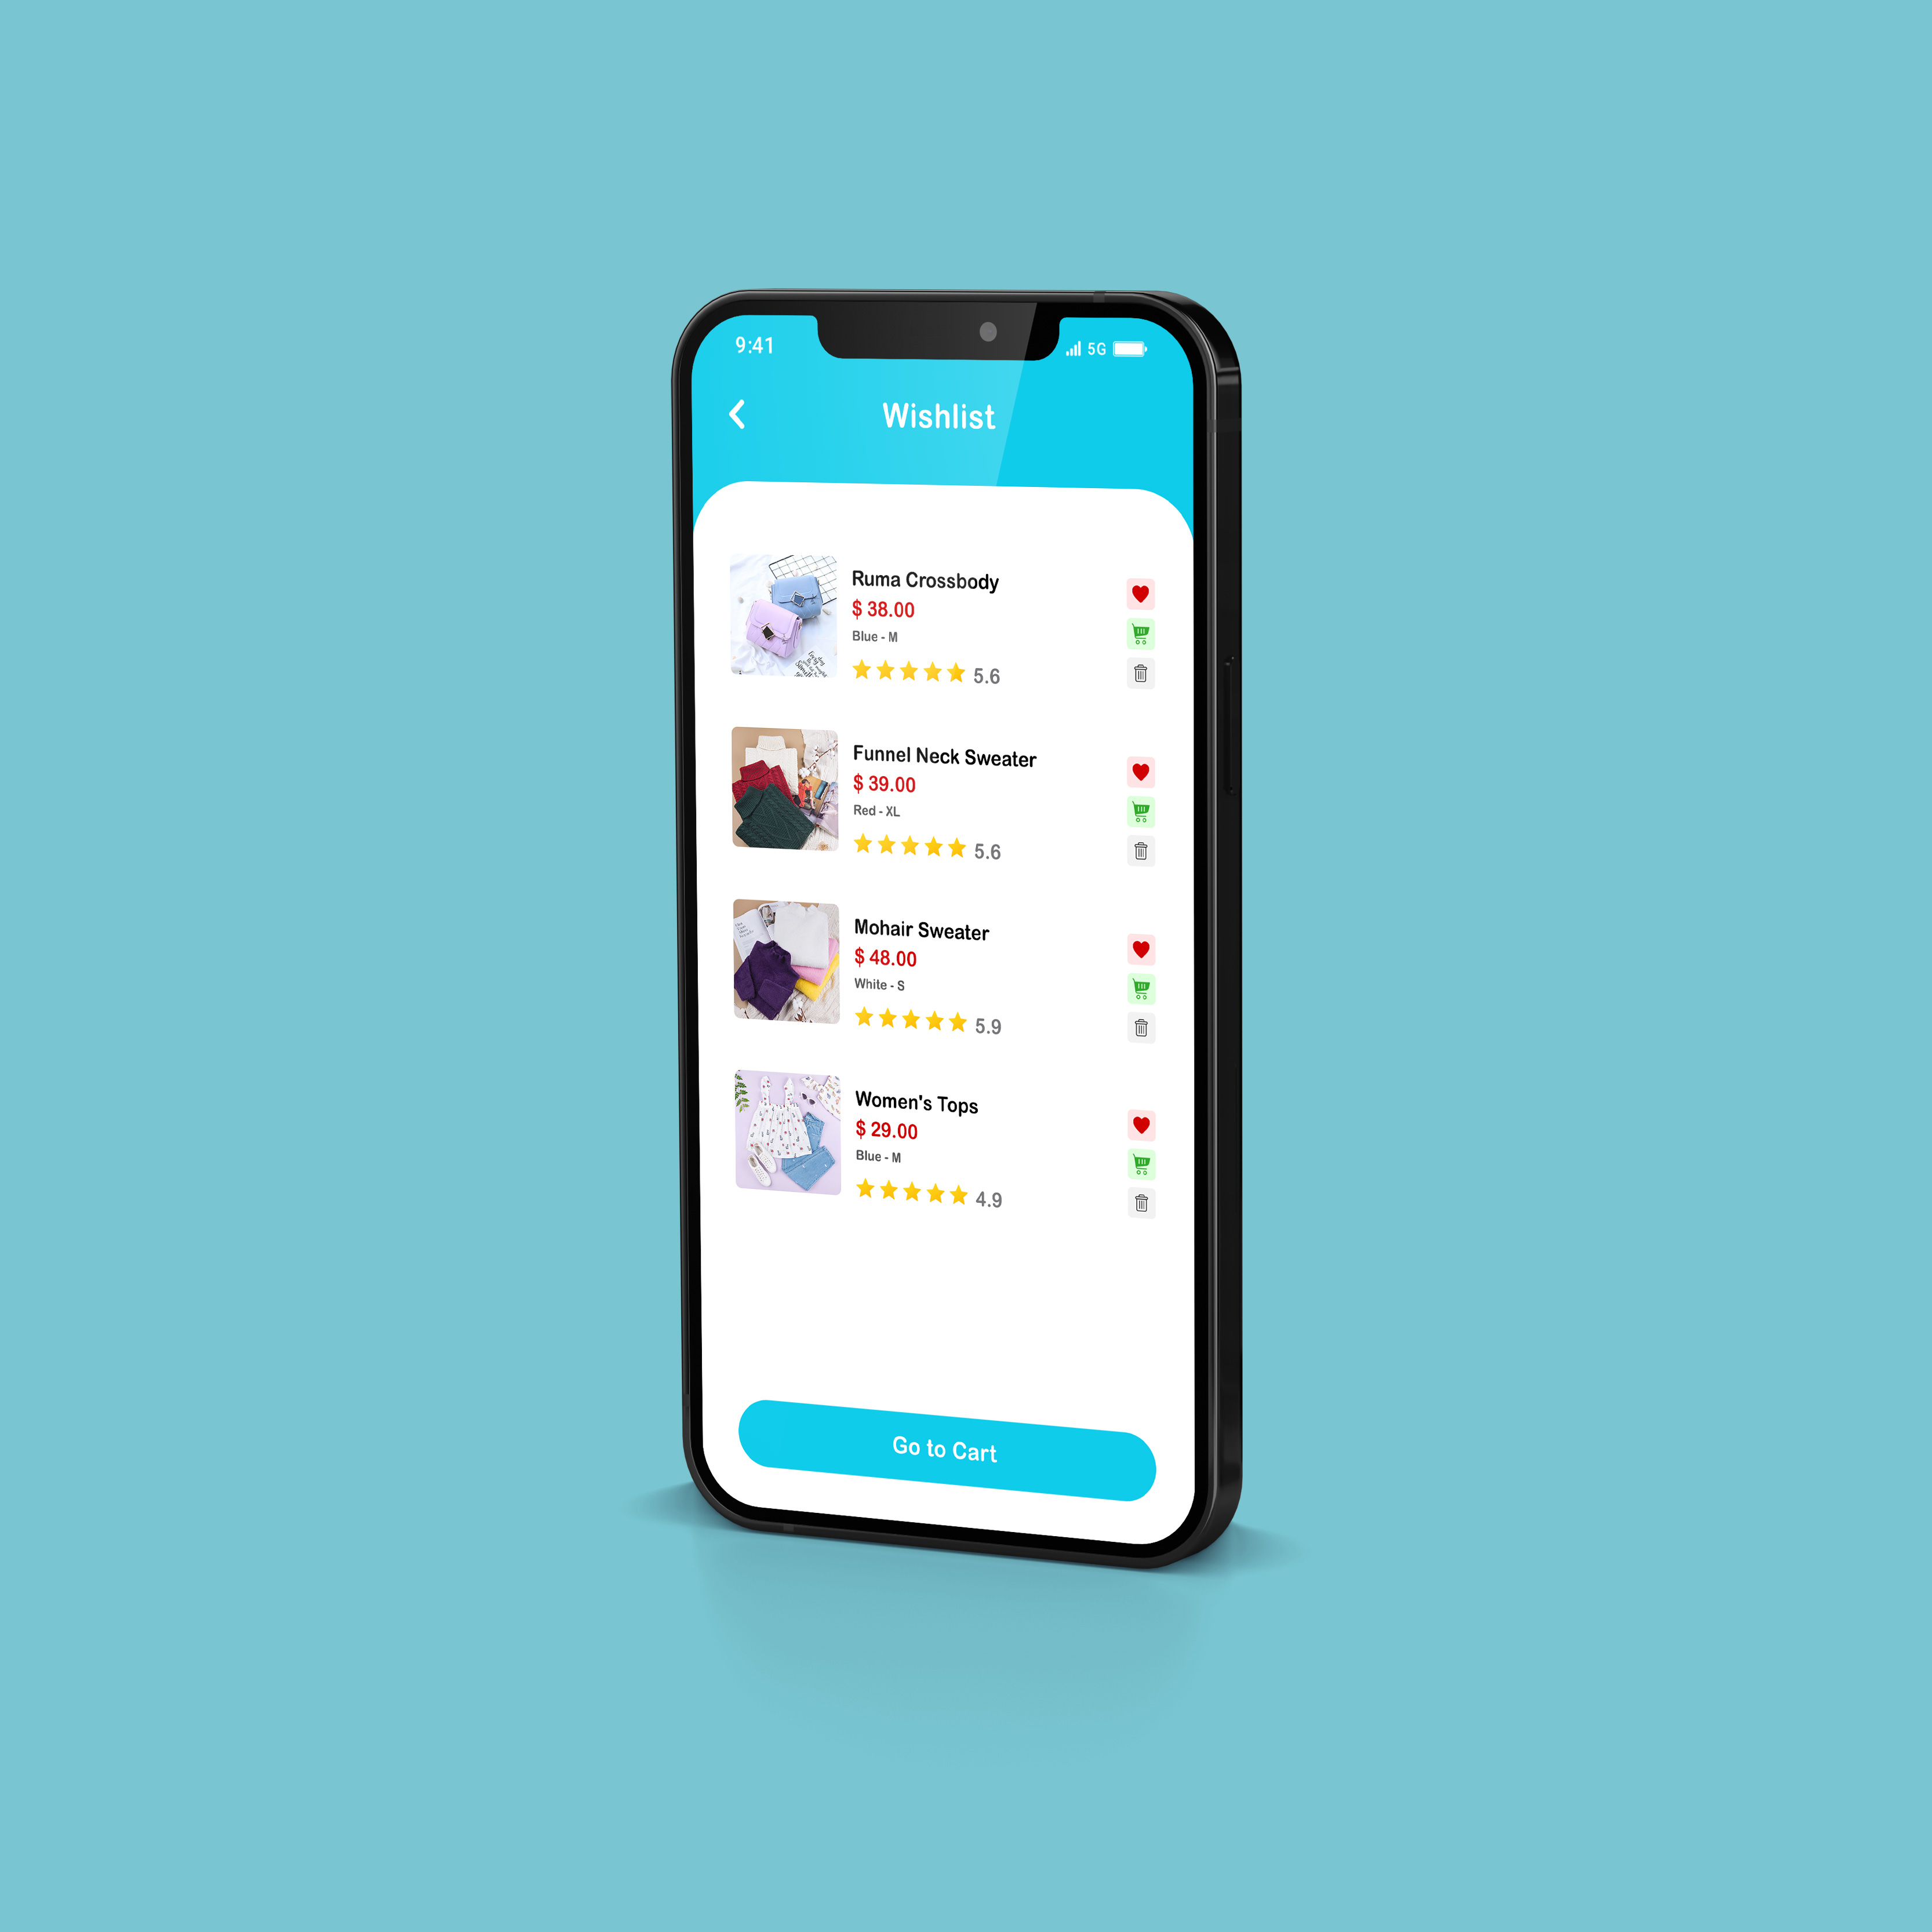 9:41
5G
Wishlist
Ruma Crossbody
$ 38.00
Blue - M
5.6
Funnel Neck Sweater
$ 39.00
Red - XL
5.6
Mohair Sweater
$ 48.00
White - S
5.9
Women's Tops
$ 29.00
Blue - M
4.9
Go to Cart